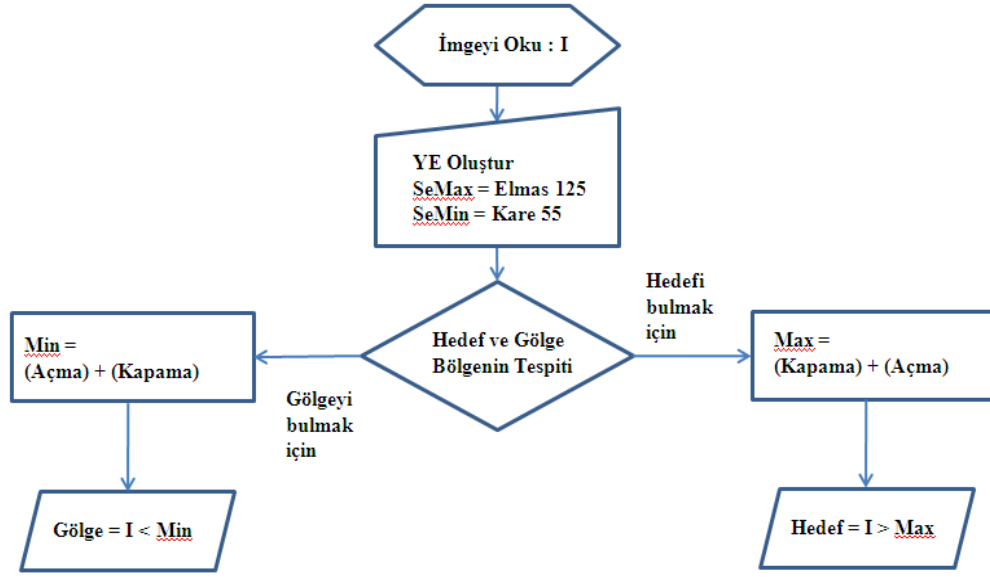 İmgeyi Oku : I
YE Oluştur
SeMax = Elmas 125
SeMin = Kare 55
Hedef ve Gölge
Bölgenin Tespiti
Gölgeyi
bulmak
için
Min =
(Açma) + (Kapama)
Gölge = I < Min
Hedefi
bulmak
için
Max =
(Kapama) + (Açma)
Hedef = I > Max